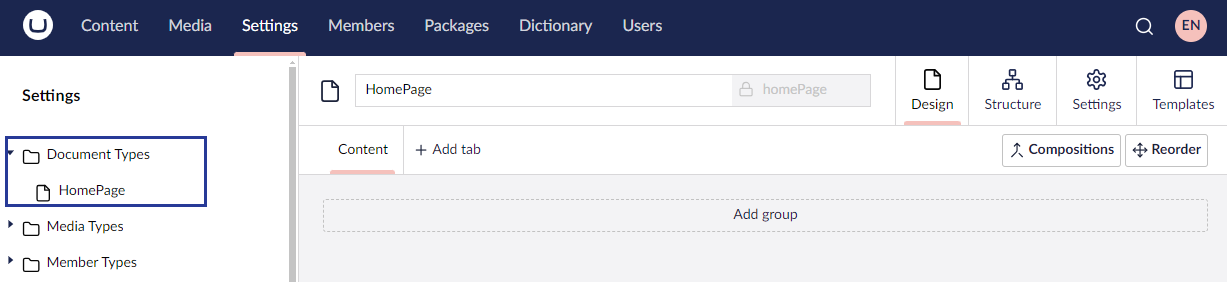 Content Media Settings Members Packages Dictionary Users EN
Settings
Document Types
HomePage
Media Types
Member Types
HomePage homePage
Design Structure Settings Templates
Content + Add tab Compositions Reorder
Add group